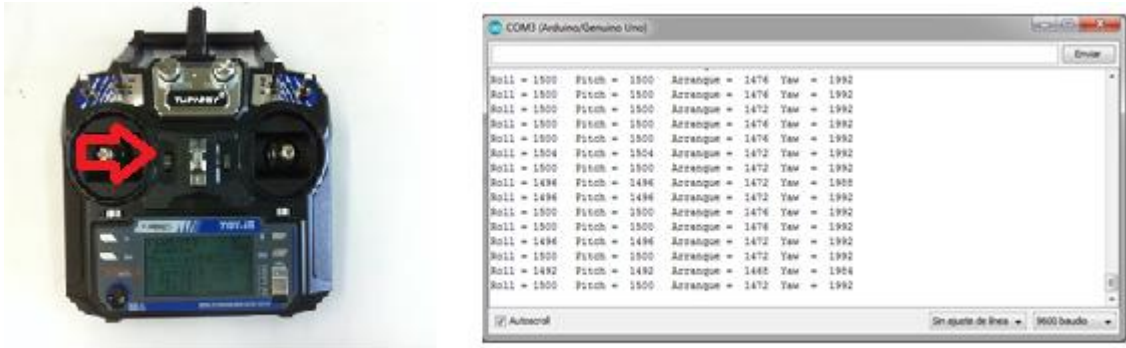 TURNIGY
TGY-i6
COM3 (Arduino/Genuino Uno)
Enviar
Roll = 1500 Pitch = 1500 Arranque = 1476 Yaw = 1992
Roll = 1500 Pitch = 1500 Arranque = 1476 Yaw = 1992
Roll = 1500 Pitch = 1500 Arranque = 1472 Yaw = 1992
Roll = 1500 Pitch = 1500 Arranque = 1476 Yaw = 1992
Roll = 1500 Pitch = 1500 Arranque = 1476 Yaw = 1992
Roll = 1504 Pitch = 1504 Arranque = 1472 Yaw = 1992
Roll = 1500 Pitch = 1500 Arranque = 1472 Yaw = 1992
Roll = 1496 Pitch = 1496 Arranque = 1472 Yaw = 1988
Roll = 1496 Pitch = 1496 Arranque = 1472 Yaw = 1992
Roll = 1500 Pitch = 1500 Arranque = 1476 Yaw = 1992
Roll = 1500 Pitch = 1500 Arranque = 1476 Yaw = 1992
Roll = 1496 Pitch = 1496 Arranque = 1472 Yaw = 1992
Roll = 1500 Pitch = 1500 Arranque = 1472 Yaw = 1992
Roll = 1492 Pitch = 1492 Arranque = 1468 Yaw = 1984
Roll = 1500 Pitch = 1500 Arranque = 1472 Yaw = 1992
Autoscroll
Sin ajuste de línea
9600 baudio